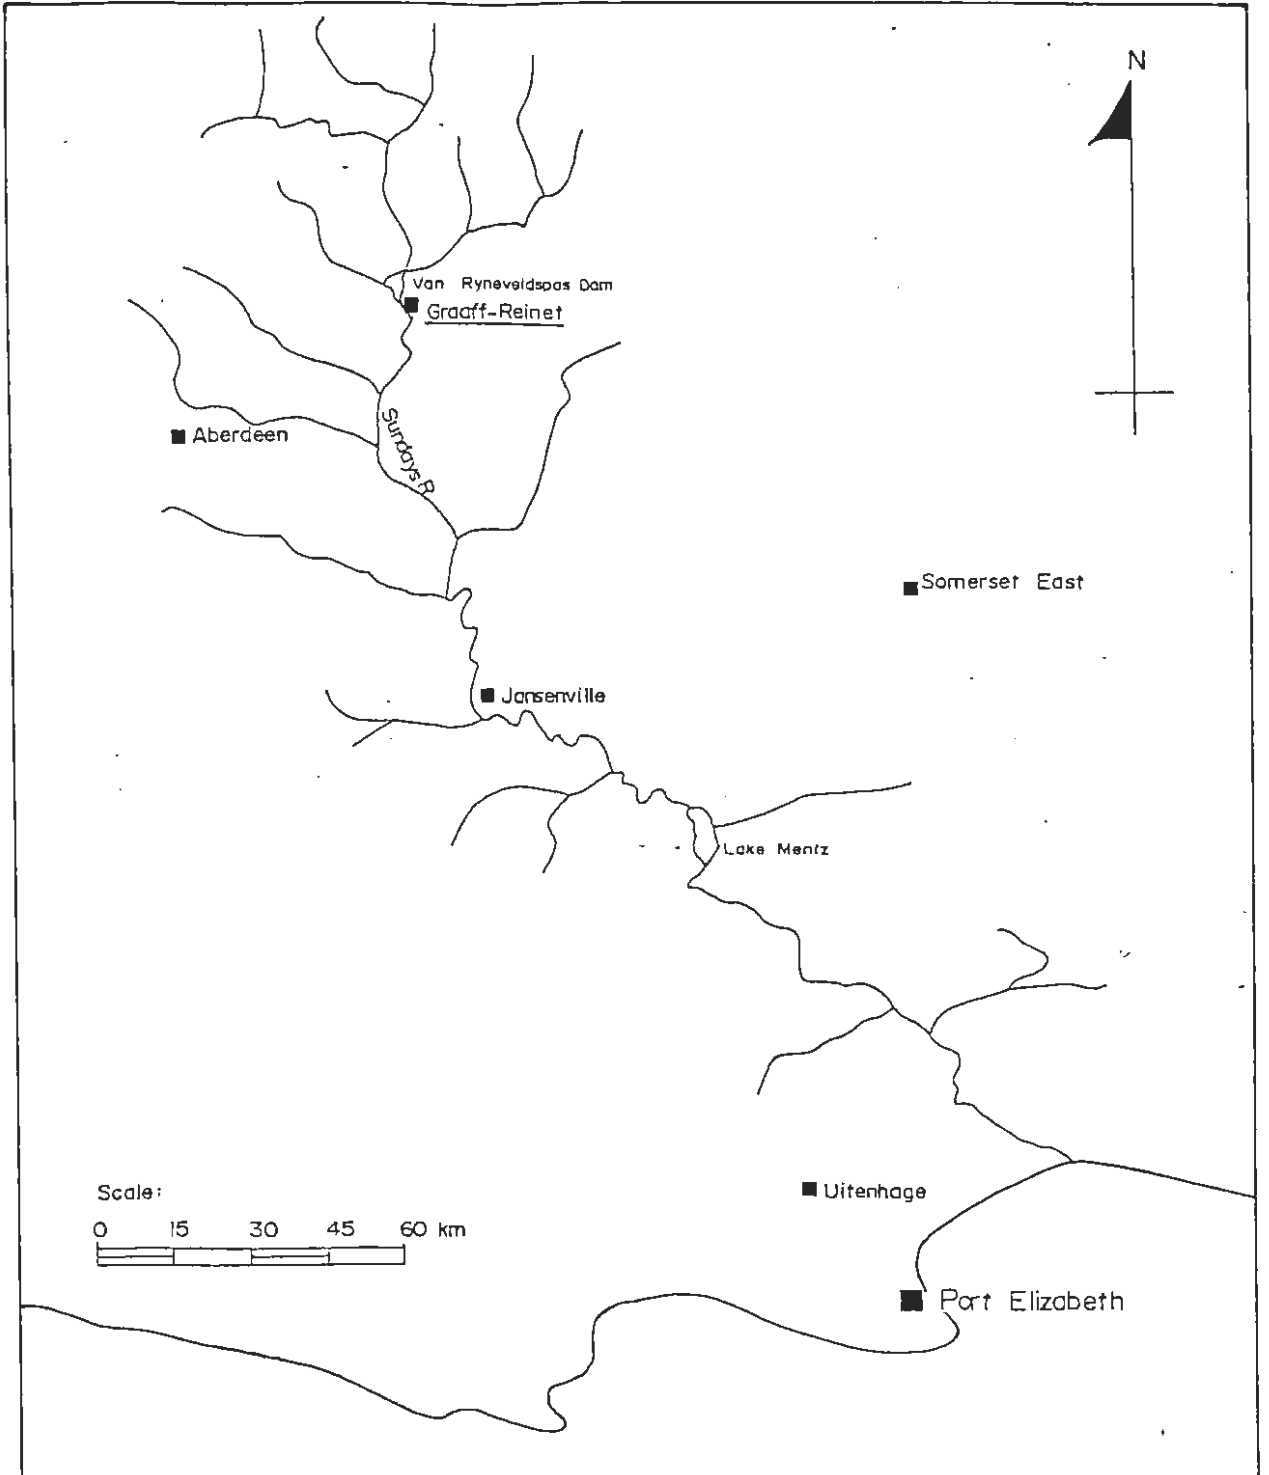 N
Van Ryneveldspas Dam
Graaff-Reinet
Sundays R
Aberdeen
Somerset East
Jansenville
Lake Mentz
Scale:
0 15 30 45 60 km
Uitenhage
Port Elizabeth